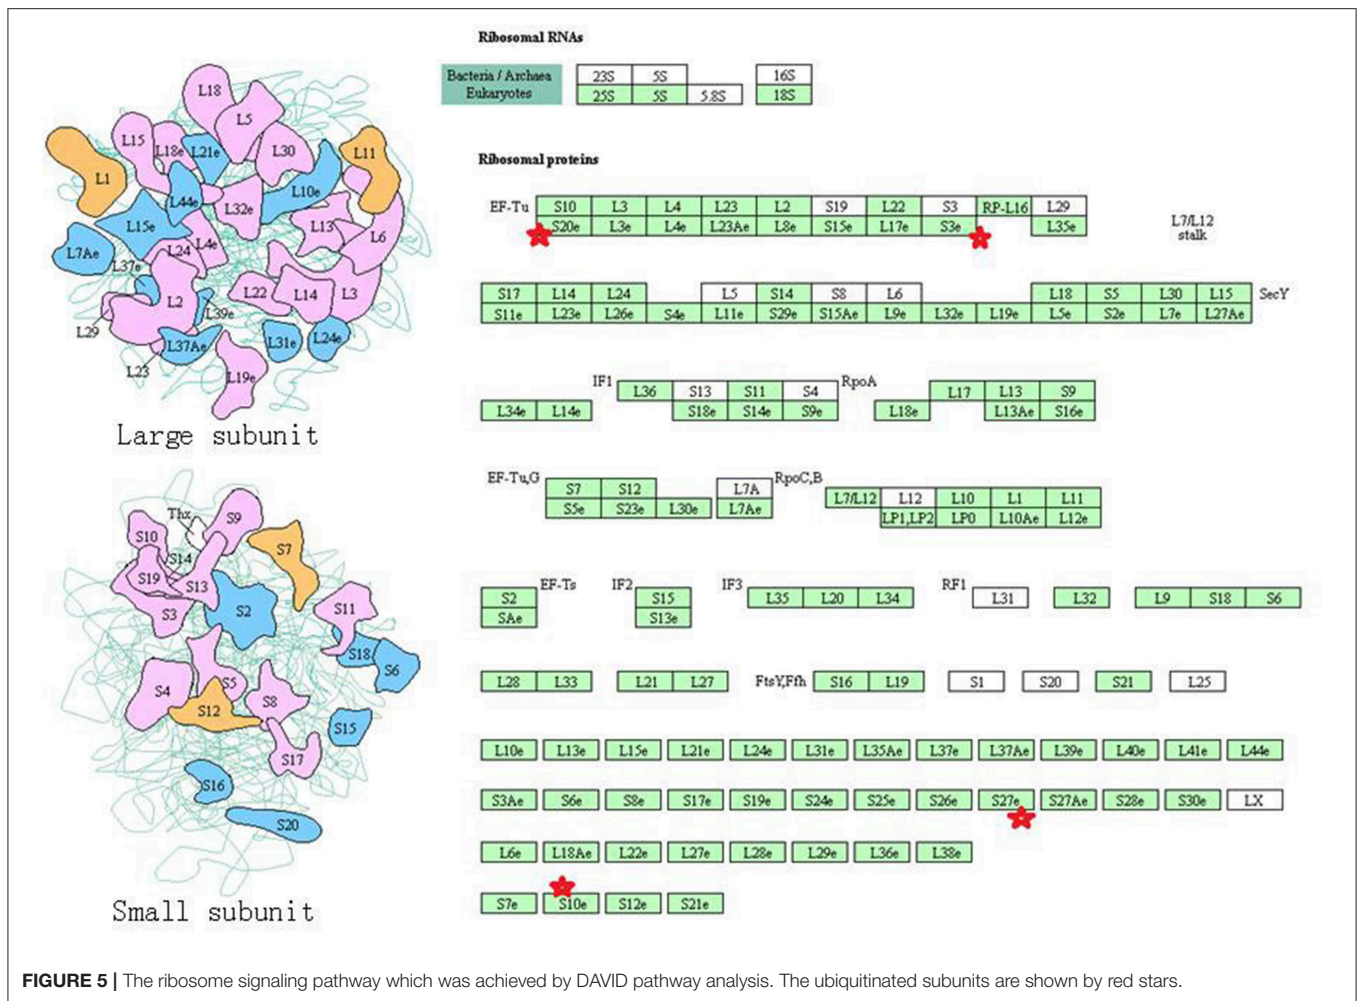 Ribosomal RNAs
Bacteria / Archaea 23S 5S 16S
Eukaryotes 25S 5S 5.8S 18S
Ribosomal proteins
EF-Tu S10 L3 L4 L23 L2 S19 L22 S3 RP-L16 L29
S20e L3e L4e L23Ae L8e S15e L17e S3e L35e
L7/L12
stalk
S17 L14 L24 L5 S14 S8 L6 L18 S5 L30 L15 SecY
S11e L23e L26e S4e L11e S29e S15Ae L9e L32e L19e L5e S2e L7e L27Ae
IF1 L36 S13 S11 S4 RpoA L17 L13 S9
L34e L14e S18e S14e S9e L18e L13Ae S16e
EF-Tu,G S7 S12 L7A RpoC,B L7/L12 L12 L10 L1 L11
S5e S23e L30e L7Ae LP1,LP2 LP0 L10Ae L12e
S2 EF-Ts IF2 S15 IF3 L35 L20 L34 RF1 L31 L32 L9 S18 S6
SAe S13e
L28 L33 L21 L27 FtsY,Ffh S16 L19 S1 S20 S21 L25
L10e L13e L15e L21e L24e L31e L35Ae L37e L37Ae L39e L40e L41e L44e
S3Ae S6e S8e S17e S19e S24e S25e S26e S27e S27Ae S28e S30e LX
L6e L18Ae L22e L27e L28e L29e L36e L38e
S7e S10e S12e S21e
L18
L5
L15
L18e
L21e
L30
L11
L1
L44e
L10e
L32e
L15e
L13
L6
L7Ae
L24
L4e
L37e
L2
L22
L14
L3
L39e
L29
L37Ae
L31e
L24e
L23
L19e
Large subunit
Thx
S9
S10
S14
S7
S19
S13
S3
S2
S11
S18
S6
S4
S5
S12
S8
S15
S17
S16
S20
Small subunit
FIGURE 5 | The ribosome signaling pathway which was achieved by DAVID pathway analysis. The ubiquitinated subunits are shown by red stars.